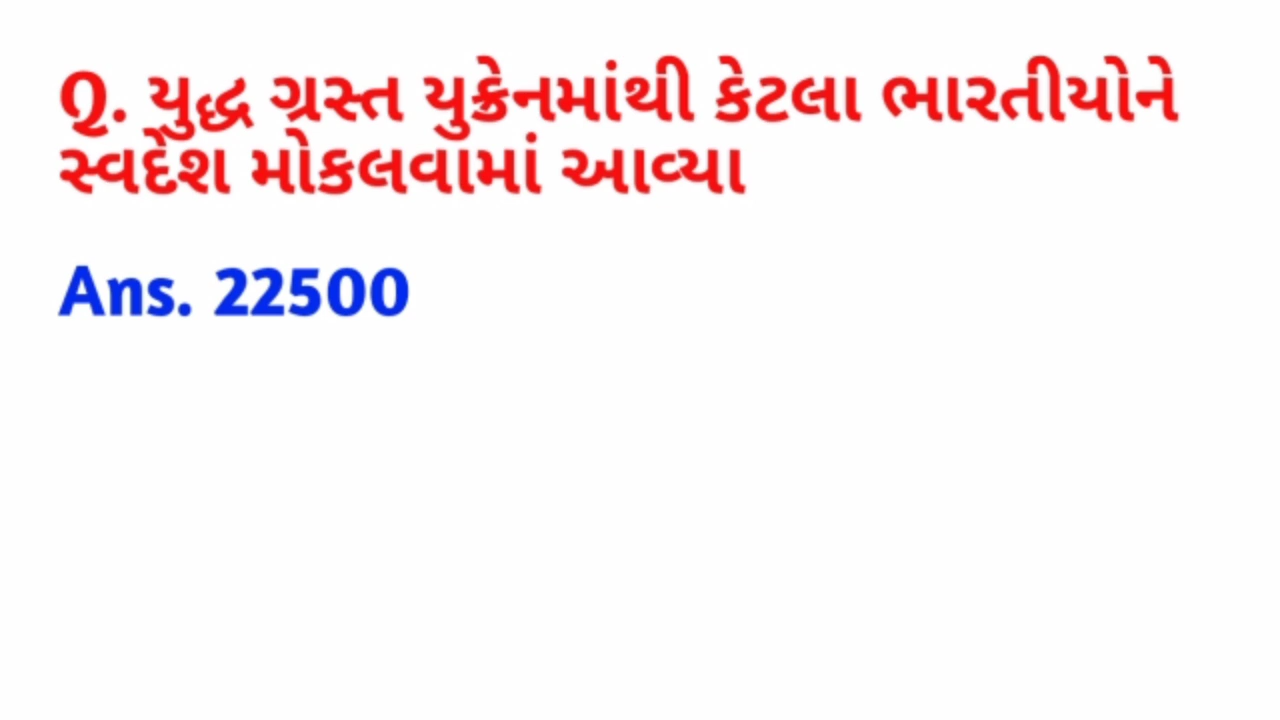 Q. યુદ્ધ ગ્રસ્ત યુક્રેનમાંથી કેટલા ભારતીયોને
સ્વદેશ મોકલવામાં આવ્યા
Ans. 22500